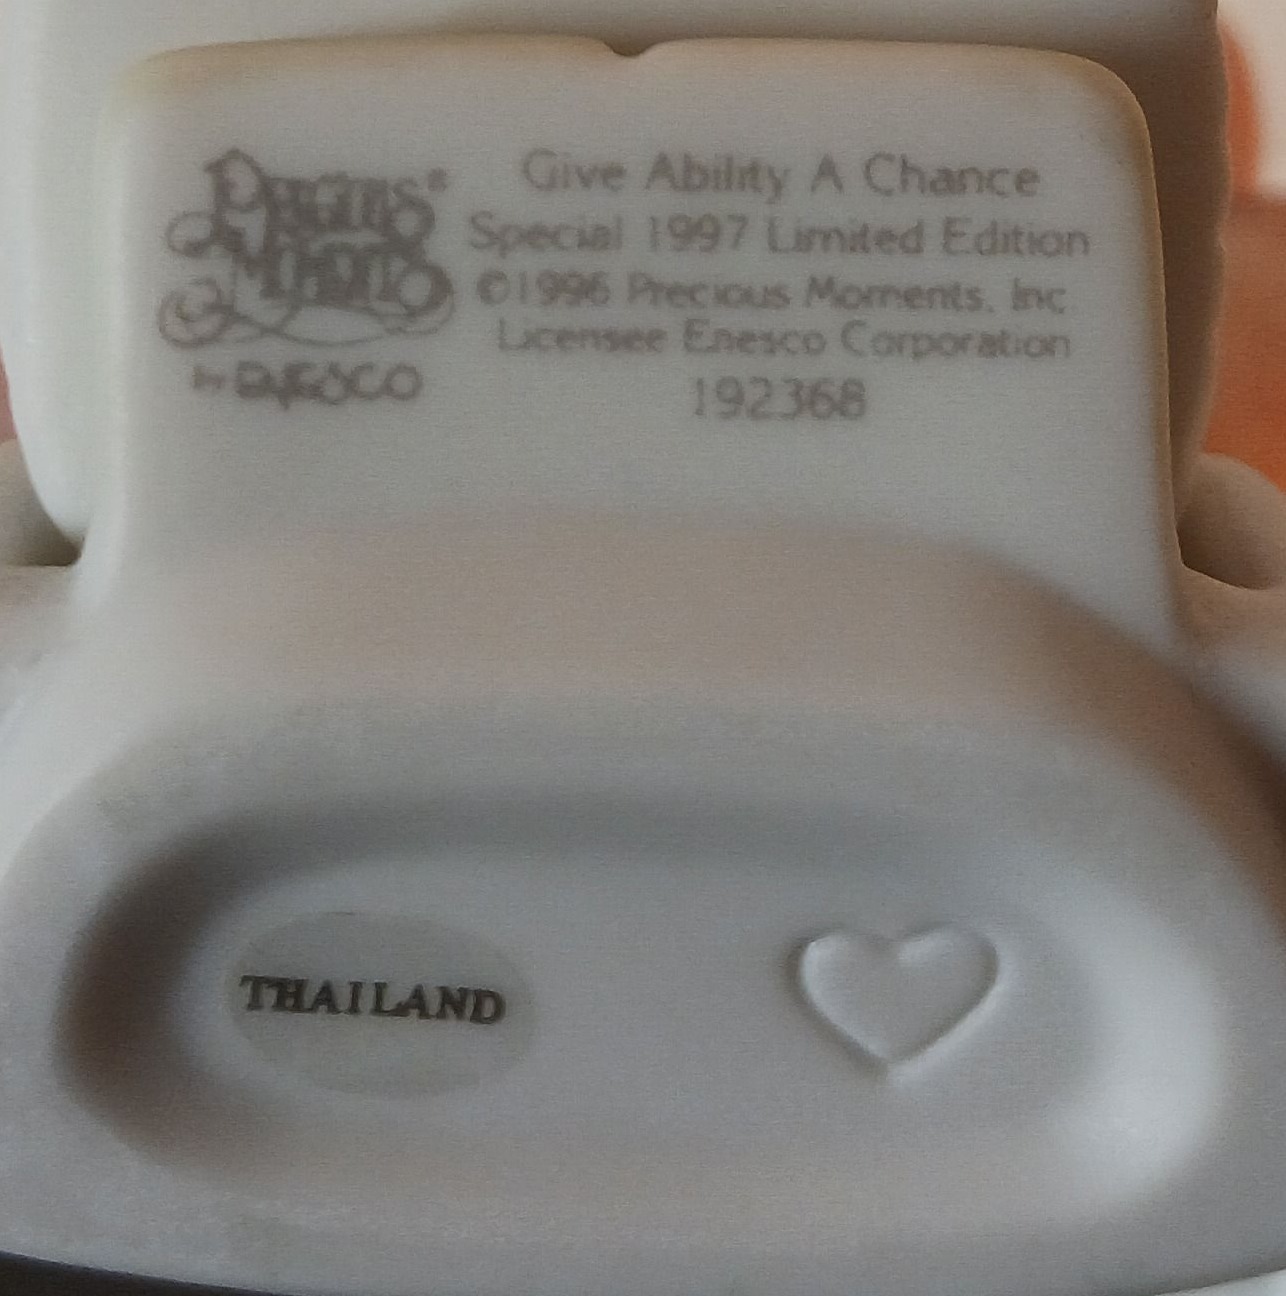 PRECIOUS®
MOMENTS
by ENESCO
Give Ability A Chance
Special 1997 Limited Edition
©1996 Precious Moments, Inc
Licensee Enesco Corporation
192368
THAILAND